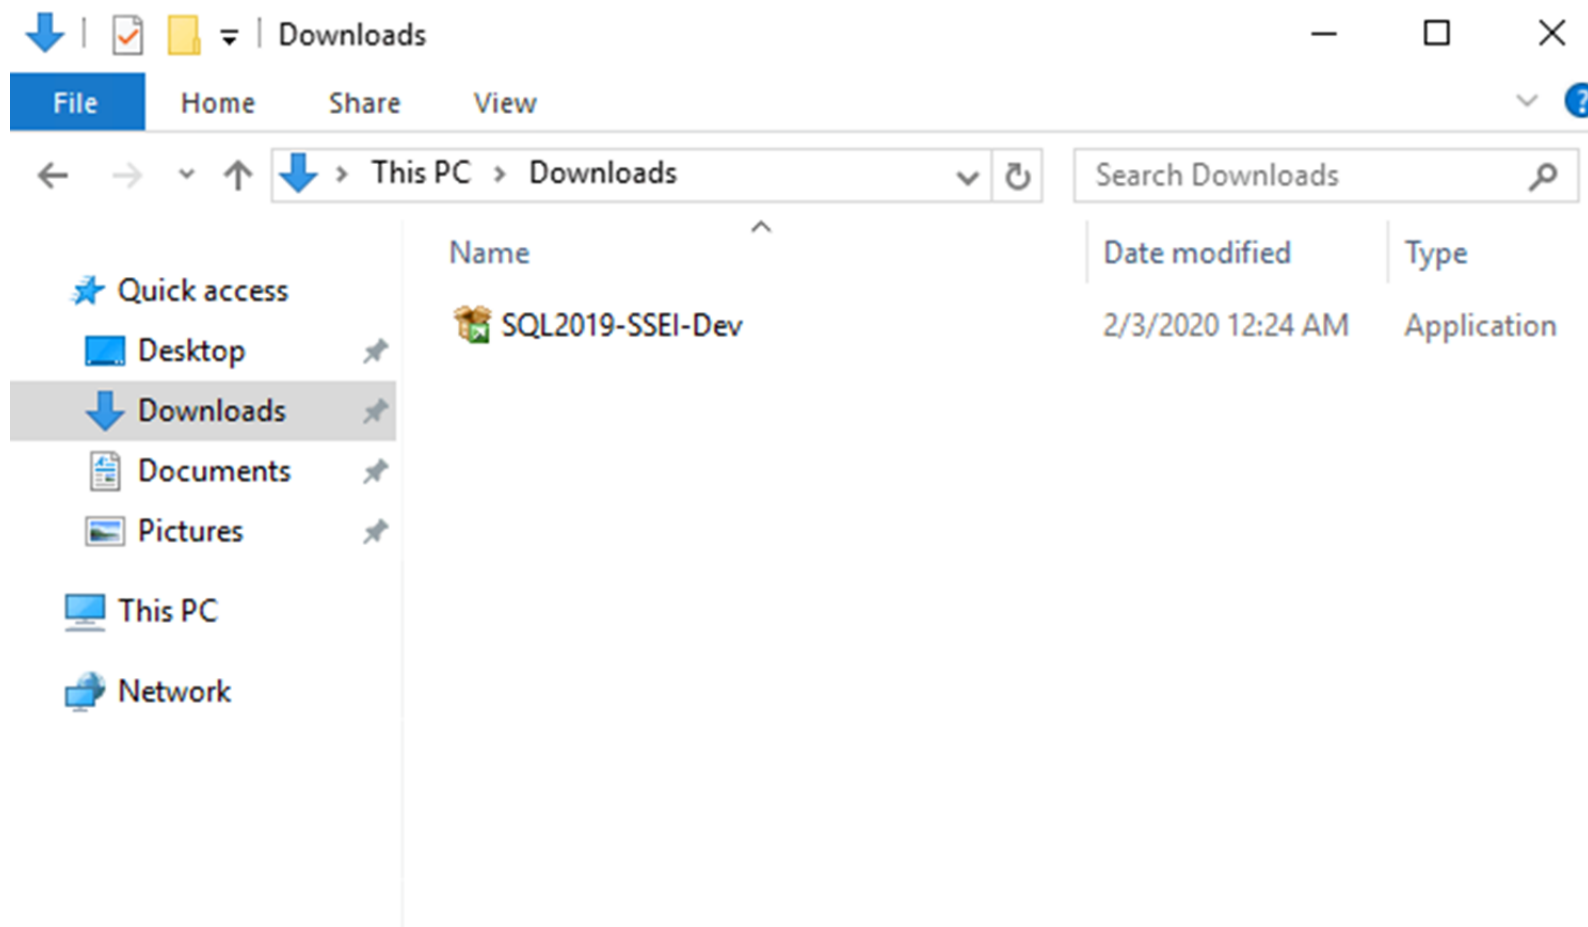 Downloads
File Home Share View ?
This PC > Downloads
Search Downloads
Name Date modified Type
Quick access
SQL2019-SSEI-Dev 2/3/2020 12:24 AM Application
Desktop
Downloads
Documents
Pictures
This PC
Network